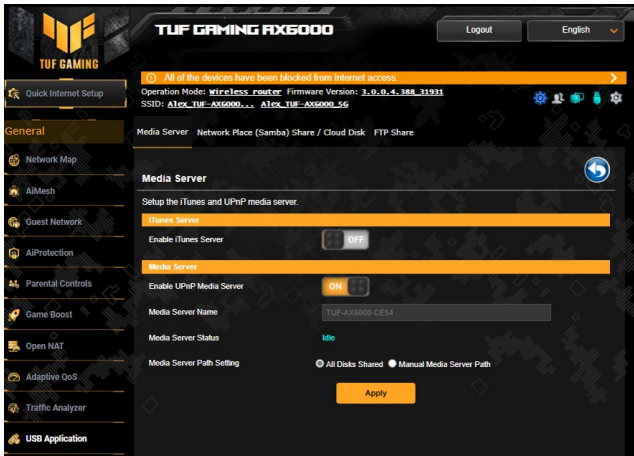 TUF GAMING
TUF GAMING AX6000
Logout
English
All of the devices have been blocked from Internet access.
Quick Internet Setup
Operation Mode: Wireless router Firmware Version: 3.0.0.4.388_31931
SSID: Alex_TUF-AX6000... Alex_TUF-AX6000_5G
General
Media Server Network Place (Samba) Share / Cloud Disk FTP Share
Network Map
AiMesh
Guest Network
AiProtection
Parental Controls
Game Boost
Open NAT
Adaptive QoS
Traffic Analyzer
USB Application
Media Server
Setup the iTunes and UPnP media server.
iTunes Server
Enable iTunes Server OFF
Media Server
Enable UPnP Media Server ON
Media Server Name TUF-AX6000-CE54
Media Server Status Idle
Media Server Path Setting All Disks Shared Manual Media Server Path
Apply